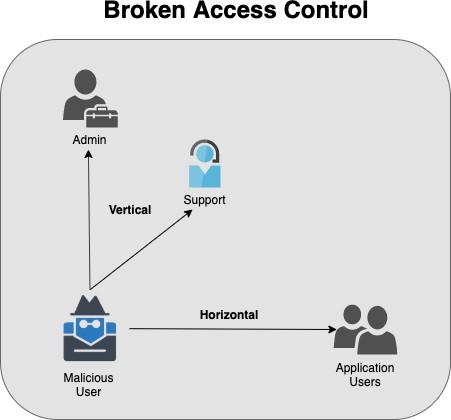 Broken Access Control
Admin
Support
Vertical
Horizontal
Malicious
User
Application
Users